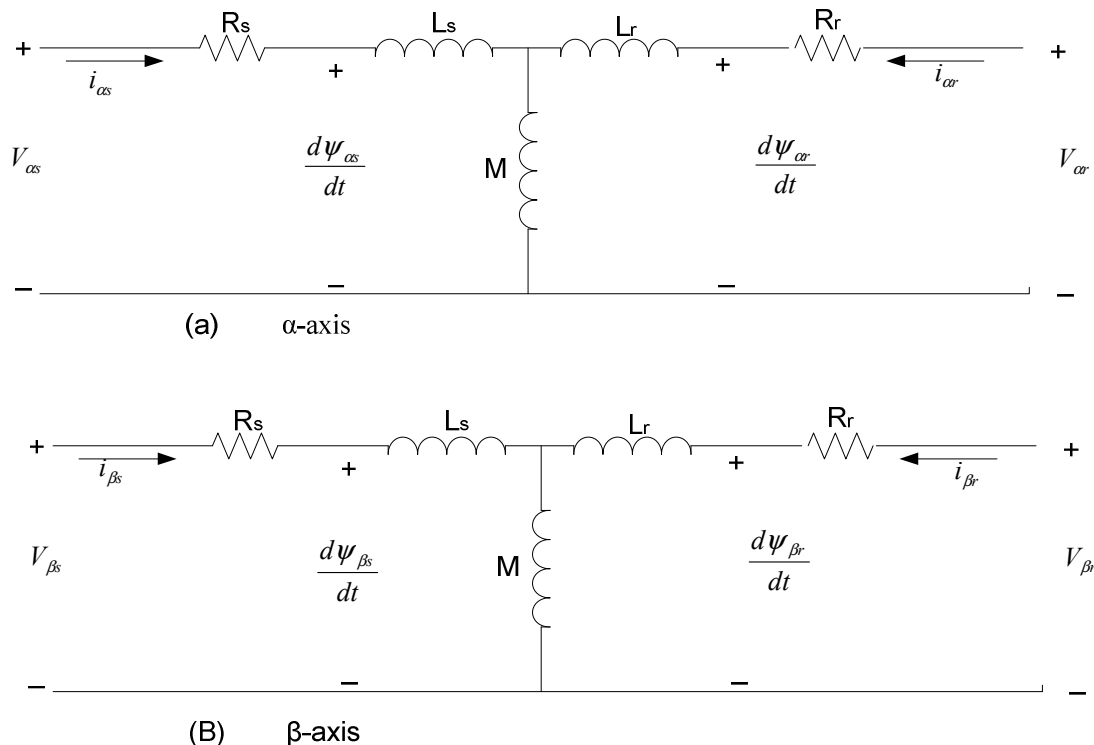 Rs Ls Lr Rr
+ + + +
iαs iαr
Vαs dψαs/dt M dψαr/dt Vαr
− − − −
(a) α-axis
Rs Ls Lr Rr
+ + + +
iβs iβr
Vβs dψβs/dt M dψβr/dt Vβr
− − − −
(B) β-axis